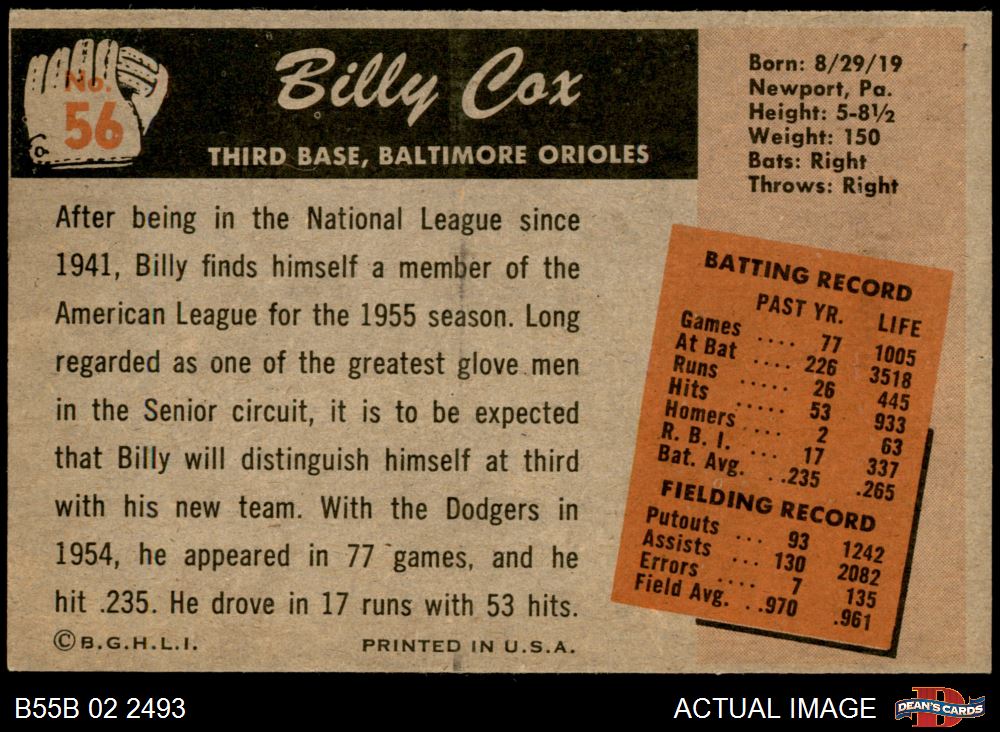 No.
56
Billy Cox
THIRD BASE, BALTIMORE ORIOLES
Born: 8/29/19
Newport, Pa.
Height: 5-8½
Weight: 150
Bats: Right
Throws: Right
After being in the National League since
1941, Billy finds himself a member of the
American League for the 1955 season. Long
regarded as one of the greatest glove men
in the Senior circuit, it is to be expected
that Billy will distinguish himself at third
with his new team. With the Dodgers in
1954, he appeared in 77 games, and he
hit .235. He drove in 17 runs with 53 hits.
© B.G.H.L.I. PRINTED IN U.S.A.
BATTING RECORD
PAST YR. LIFE
Games .... 77 1005
At Bat .... 226 3518
Runs ..... 26 445
Hits ..... 53 933
Homers .... 2 63
R. B. I. ... 17 337
Bat. Avg. ..235 .265
FIELDING RECORD
Putouts ... 93 1242
Assists ... 130 2082
Errors .... 7 135
Field Avg. ..970 .961
B55B 02 2493 ACTUAL IMAGE
D
DEAN'S CARDS